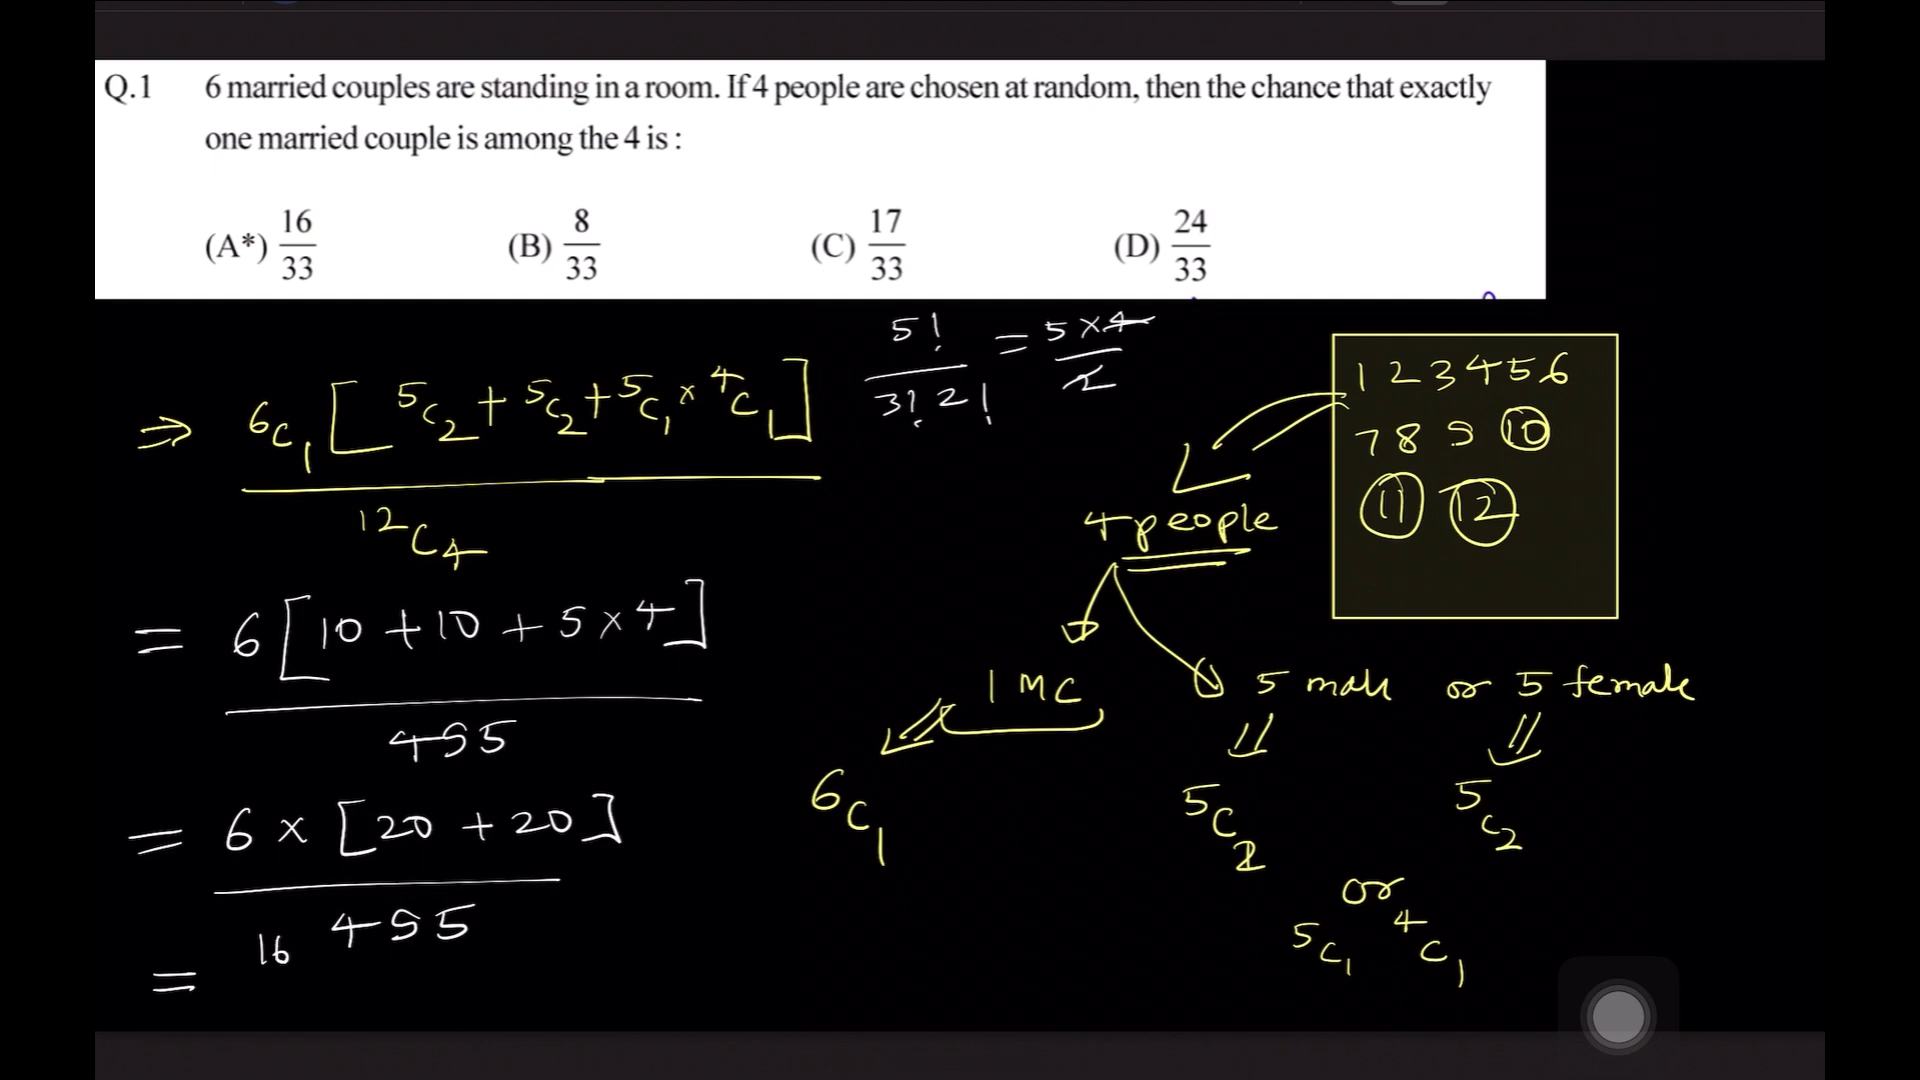 Q.1 6 married couples are standing in a room. If 4 people are chosen at random, then the chance that exactly
one married couple is among the 4 is :
(A*) 16/33 (B) 8/33 (C) 17/33 (D) 24/33
⇒ 6C1 [ 5C2 + 5C2 + 5C1 × 4C1 ] / 12C4
5! / 3! 2! = 5 × 4 / 2
1 2 3 4 5 6
7 8 9 10
11 12
4 people
= 6 [ 10 + 10 + 5 × 4 ] / 495
1 MC
5 male or 5 female
6C1
5C2
5C2
or
5C1 4C1
= 6 × [ 20 + 20 ] / 495
= 16